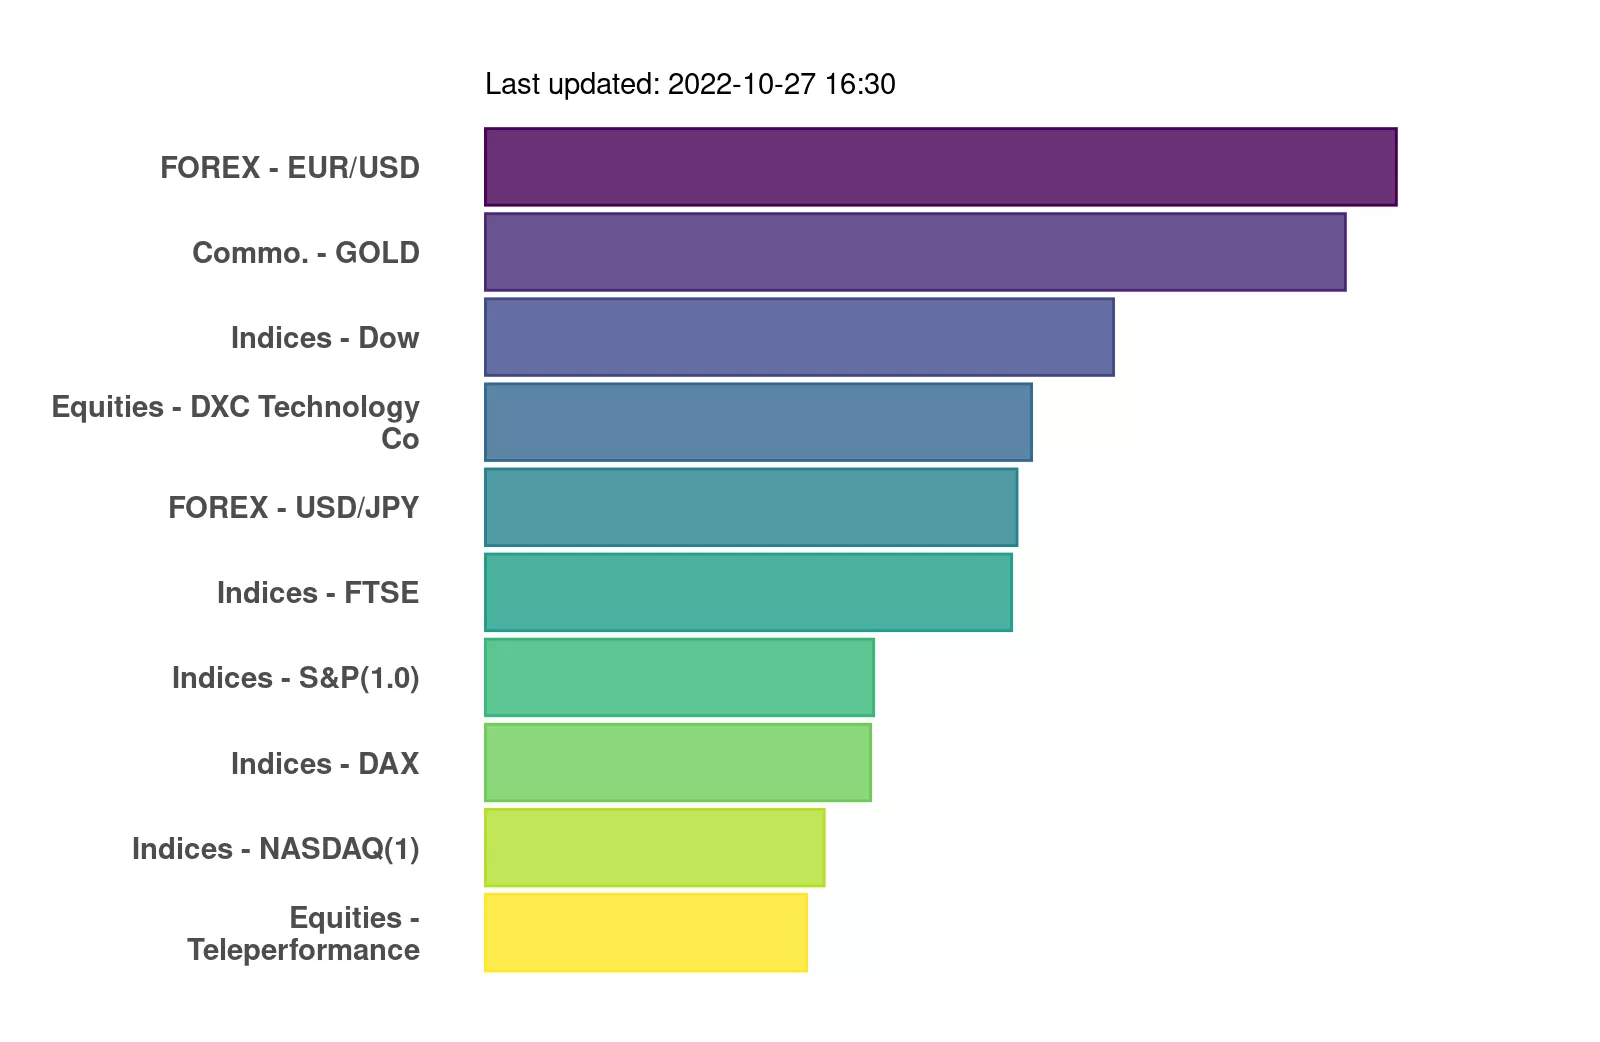 Last updated: 2022-10-27 16:30
FOREX - EUR/USD
Commo. - GOLD
Indices - Dow
Equities - DXC Technology
Co
FOREX - USD/JPY
Indices - FTSE
Indices - S&P(1.0)
Indices - DAX
Indices - NASDAQ(1)
Equities -
Teleperformance